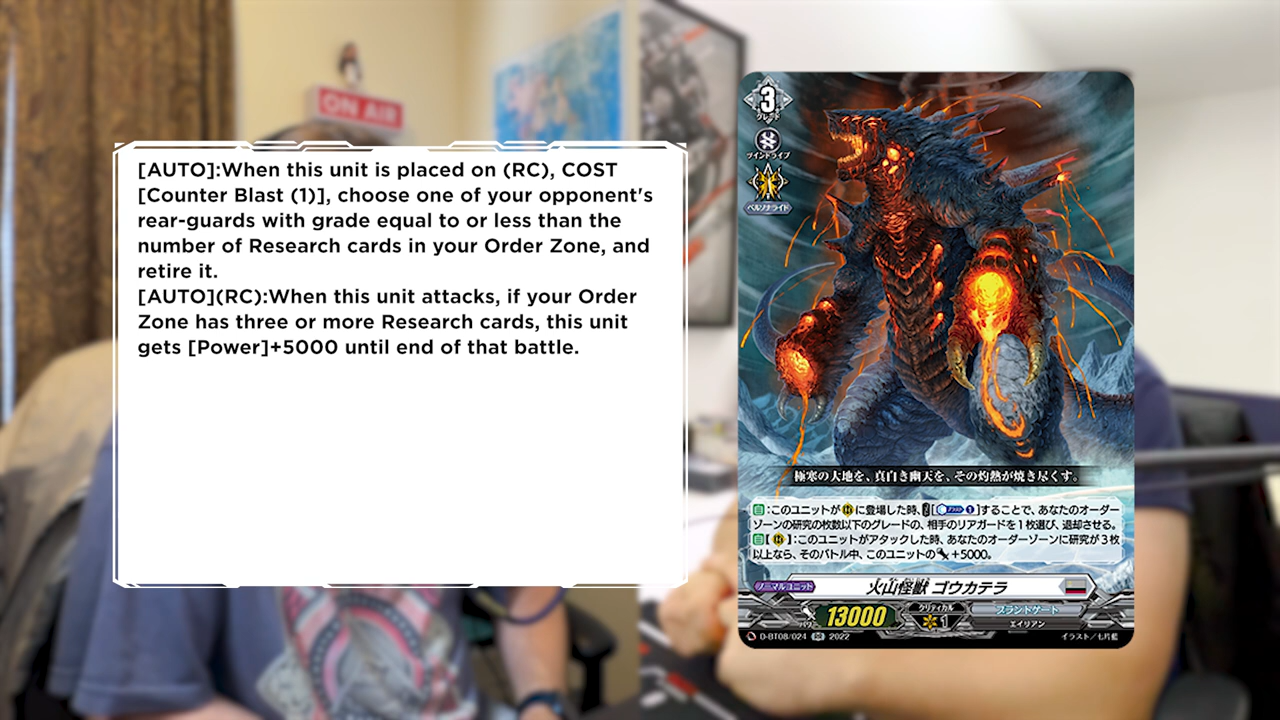 ON AIR
[AUTO]:When this unit is placed on (RC), COST
[Counter Blast (1)], choose one of your opponent's
rear-guards with grade equal to or less than the
number of Research cards in your Order Zone, and
retire it.
[AUTO](RC):When this unit attacks, if your Order
Zone has three or more Research cards, this unit
gets [Power]+5000 until end of that battle.
3
グレード
ツインドライブ
ペルソナライド
極寒の大地を、真白き幽天を、その灼熱が焼き尽くす。
自:このユニットがRに登場した時、[ブラスト1]することで、あなたのオーダー
ゾーンの研究の枚数以下のグレードの、相手のリアガードを1枚選び、退却させる。
自【R】:このユニットがアタックした時、あなたのオーダーゾーンに研究が3枚
以上なら、そのバトル中、このユニットの+5000。
ノーマルユニット
火山怪獣 ゴウカテラ
パワー 13000 クリティカル 1 ブラントゲート
エイリアン
D-BT08/024 RR 2022 イラスト/七片藍